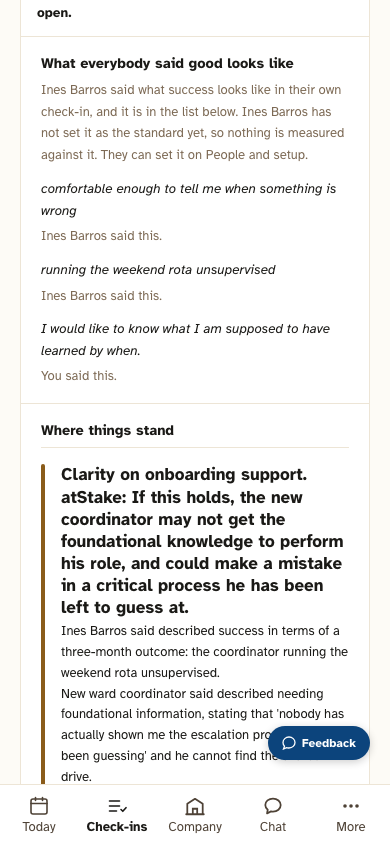 open.
What everybody said good looks like
Ines Barros said what success looks like in their own
check-in, and it is in the list below. Ines Barros has
not set it as the standard yet, so nothing is measured
against it. They can set it on People and setup.
comfortable enough to tell me when something is
wrong
Ines Barros said this.
running the weekend rota unsupervised
Ines Barros said this.
I would like to know what I am supposed to have
learned by when.
You said this.
Where things stand
Clarity on onboarding support.
atStake: If this holds, the new
coordinator may not get the
foundational knowledge to perform
his role, and could make a mistake
in a critical process he has been
left to guess at.
Ines Barros said described success in terms of a
three-month outcome: the coordinator running the
weekend rota unsupervised.
New ward coordinator said described needing
foundational information, stating that 'nobody has
actually shown me the escalation
been guessing' and he cannot find
drive.
Feedback
Today
Check-ins
Company
Chat
More